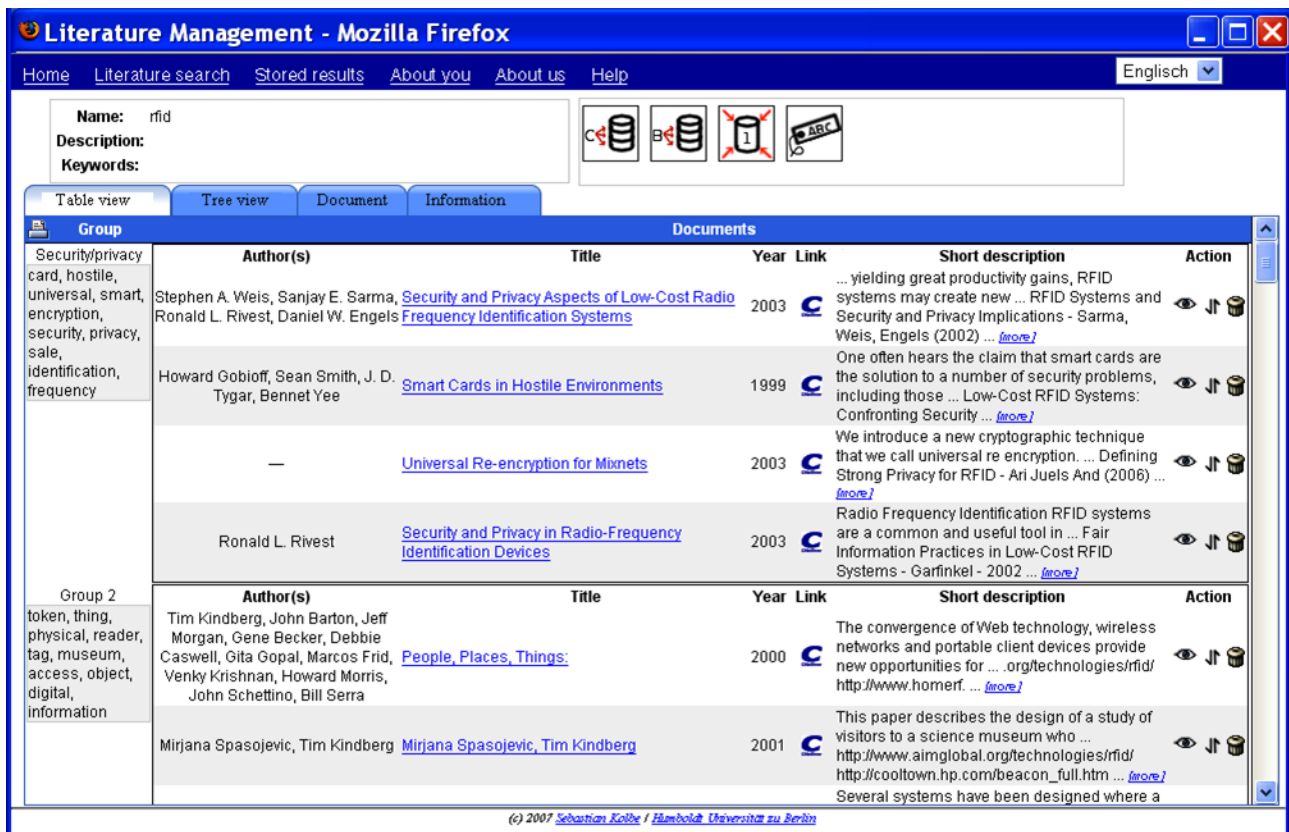 Literature Management - Mozilla Firefox
Home Literature search Stored results About you About us Help Englisch
Name: rfid
Description:
Keywords:
C B 1 ABC
Table view Tree view Document Information
Group Documents
Security/privacy
card, hostile,
universal, smart,
encryption,
security, privacy,
sale,
identification,
frequency
Author(s) Title Year Link Short description Action
Stephen A. Weis, Sanjay E. Sarma,
Ronald L. Rivest, Daniel W. Engels
Security and Privacy Aspects of Low-Cost Radio
Frequency Identification Systems
2003 C
... yielding great productivity gains, RFID
systems may create new ... RFID Systems and
Security and Privacy Implications - Sarma,
Weis, Engels (2002) ... [more]
Howard Gobioff, Sean Smith, J. D.
Tygar, Bennet Yee
Smart Cards in Hostile Environments
1999 C
One often hears the claim that smart cards are
the solution to a number of security problems,
including those ... Low-Cost RFID Systems:
Confronting Security ... [more]
—
Universal Re-encryption for Mixnets
2003 C
We introduce a new cryptographic technique
that we call universal re encryption. ... Defining
Strong Privacy for RFID - Ari Juels And (2006) ...
[more]
Ronald L. Rivest
Security and Privacy in Radio-Frequency
Identification Devices
2003 C
Radio Frequency Identification RFID systems
are a common and useful tool in ... Fair
Information Practices in Low-Cost RFID
Systems - Garfinkel - 2002 ... [more]
Group 2
token, thing,
physical, reader,
tag, museum,
access, object,
digital,
information
Author(s) Title Year Link Short description Action
Tim Kindberg, John Barton, Jeff
Morgan, Gene Becker, Debbie
Caswell, Gita Gopal, Marcos Frid,
Venky Krishnan, Howard Morris,
John Schettino, Bill Serra
People, Places, Things:
2000 C
The convergence of Web technology, wireless
networks and portable client devices provide
new opportunities for ... .org/technologies/rfid/
http://www.homerf. ... [more]
Mirjana Spasojevic, Tim Kindberg
Mirjana Spasojevic, Tim Kindberg
2001 C
This paper describes the design of a study of
visitors to a science museum who ...
http://www.aimglobal.org/technologies/rfid/
http://cooltown.hp.com/beacon_full.htm ... [more]
Several systems have been designed where a
(c) 2007 Sebastian Kolbe / Humboldt Universität zu Berlin